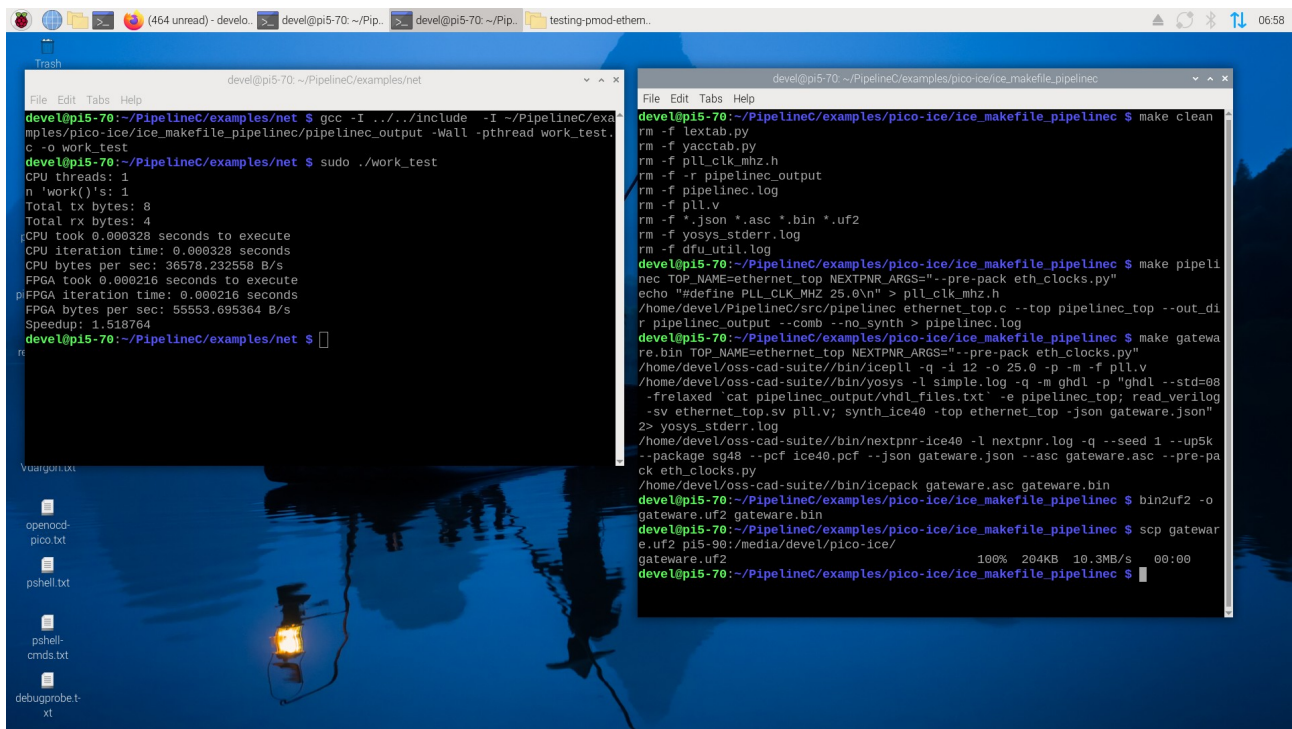 (464 unread) - develo..
devel@pi5-70: ~/Pip..
devel@pi5-70: ~/Pip..
testing-pmod-ethern..
06:58
Trash
devel@pi5-70: ~/PipelineC/examples/net
File Edit Tabs Help
devel@pi5-70:~/PipelineC/examples/net $ gcc -I ../../include  -I ~/PipelineC/exa
mples/pico-ice/ice_makefile_pipelinec/pipelinec_output -Wall -pthread work_test.
c -o work_test
devel@pi5-70:~/PipelineC/examples/net $ sudo ./work_test
CPU threads: 1
n 'work()'s: 1
Total tx bytes: 8
Total rx bytes: 4
CPU took 0.000328 seconds to execute
CPU iteration time: 0.000328 seconds
CPU bytes per sec: 36578.232558 B/s
FPGA took 0.000216 seconds to execute
FPGA iteration time: 0.000216 seconds
FPGA bytes per sec: 55553.695364 B/s
Speedup: 1.518764
devel@pi5-70:~/PipelineC/examples/net $
devel@pi5-70: ~/PipelineC/examples/pico-ice/ice_makefile_pipelinec
File Edit Tabs Help
devel@pi5-70:~/PipelineC/examples/pico-ice/ice_makefile_pipelinec $ make clean
rm -f lextab.py
rm -f yacctab.py
rm -f pll_clk_mhz.h
rm -f -r pipelinec_output
rm -f pipelinec.log
rm -f pll.v
rm -f *.json *.asc *.bin *.uf2
rm -f yosys_stderr.log
rm -f dfu_util.log
devel@pi5-70:~/PipelineC/examples/pico-ice/ice_makefile_pipelinec $ make pipeli
nec TOP_NAME=ethernet_top NEXTPNR_ARGS="--pre-pack eth_clocks.py"
echo "#define PLL_CLK_MHZ 25.0\n" > pll_clk_mhz.h
/home/devel/PipelineC/src/pipelinec ethernet_top.c --top pipelinec_top --out_di
r pipelinec_output --comb --no_synth > pipelinec.log
devel@pi5-70:~/PipelineC/examples/pico-ice/ice_makefile_pipelinec $ make gatewa
re.bin TOP_NAME=ethernet_top NEXTPNR_ARGS="--pre-pack eth_clocks.py"
/home/devel/oss-cad-suite//bin/icepll -q -i 12 -o 25.0 -p -m -f pll.v
/home/devel/oss-cad-suite//bin/yosys -l simple.log -q -m ghdl -p "ghdl --std=08
 -frelaxed `cat pipelinec_output/vhdl_files.txt` -e pipelinec_top; read_verilog
 -sv ethernet_top.sv pll.v; synth_ice40 -top ethernet_top -json gateware.json"
2> yosys_stderr.log
/home/devel/oss-cad-suite//bin/nextpnr-ice40 -l nextpnr.log -q --seed 1 --up5k
--package sg48 --pcf ice40.pcf --json gateware.json --asc gateware.asc --pre-pa
ck eth_clocks.py
/home/devel/oss-cad-suite//bin/icepack gateware.asc gateware.bin
devel@pi5-70:~/PipelineC/examples/pico-ice/ice_makefile_pipelinec $ bin2uf2 -o
gateware.uf2 gateware.bin
devel@pi5-70:~/PipelineC/examples/pico-ice/ice_makefile_pipelinec $ scp gatewar
e.uf2 pi5-90:/media/devel/pico-ice/
gateware.uf2 100% 204KB 10.3MB/s 00:00
devel@pi5-70:~/PipelineC/examples/pico-ice/ice_makefile_pipelinec $
openocd-
pico.txt
pshell.txt
pshell-
cmds.txt
debugprobe.t-
xt